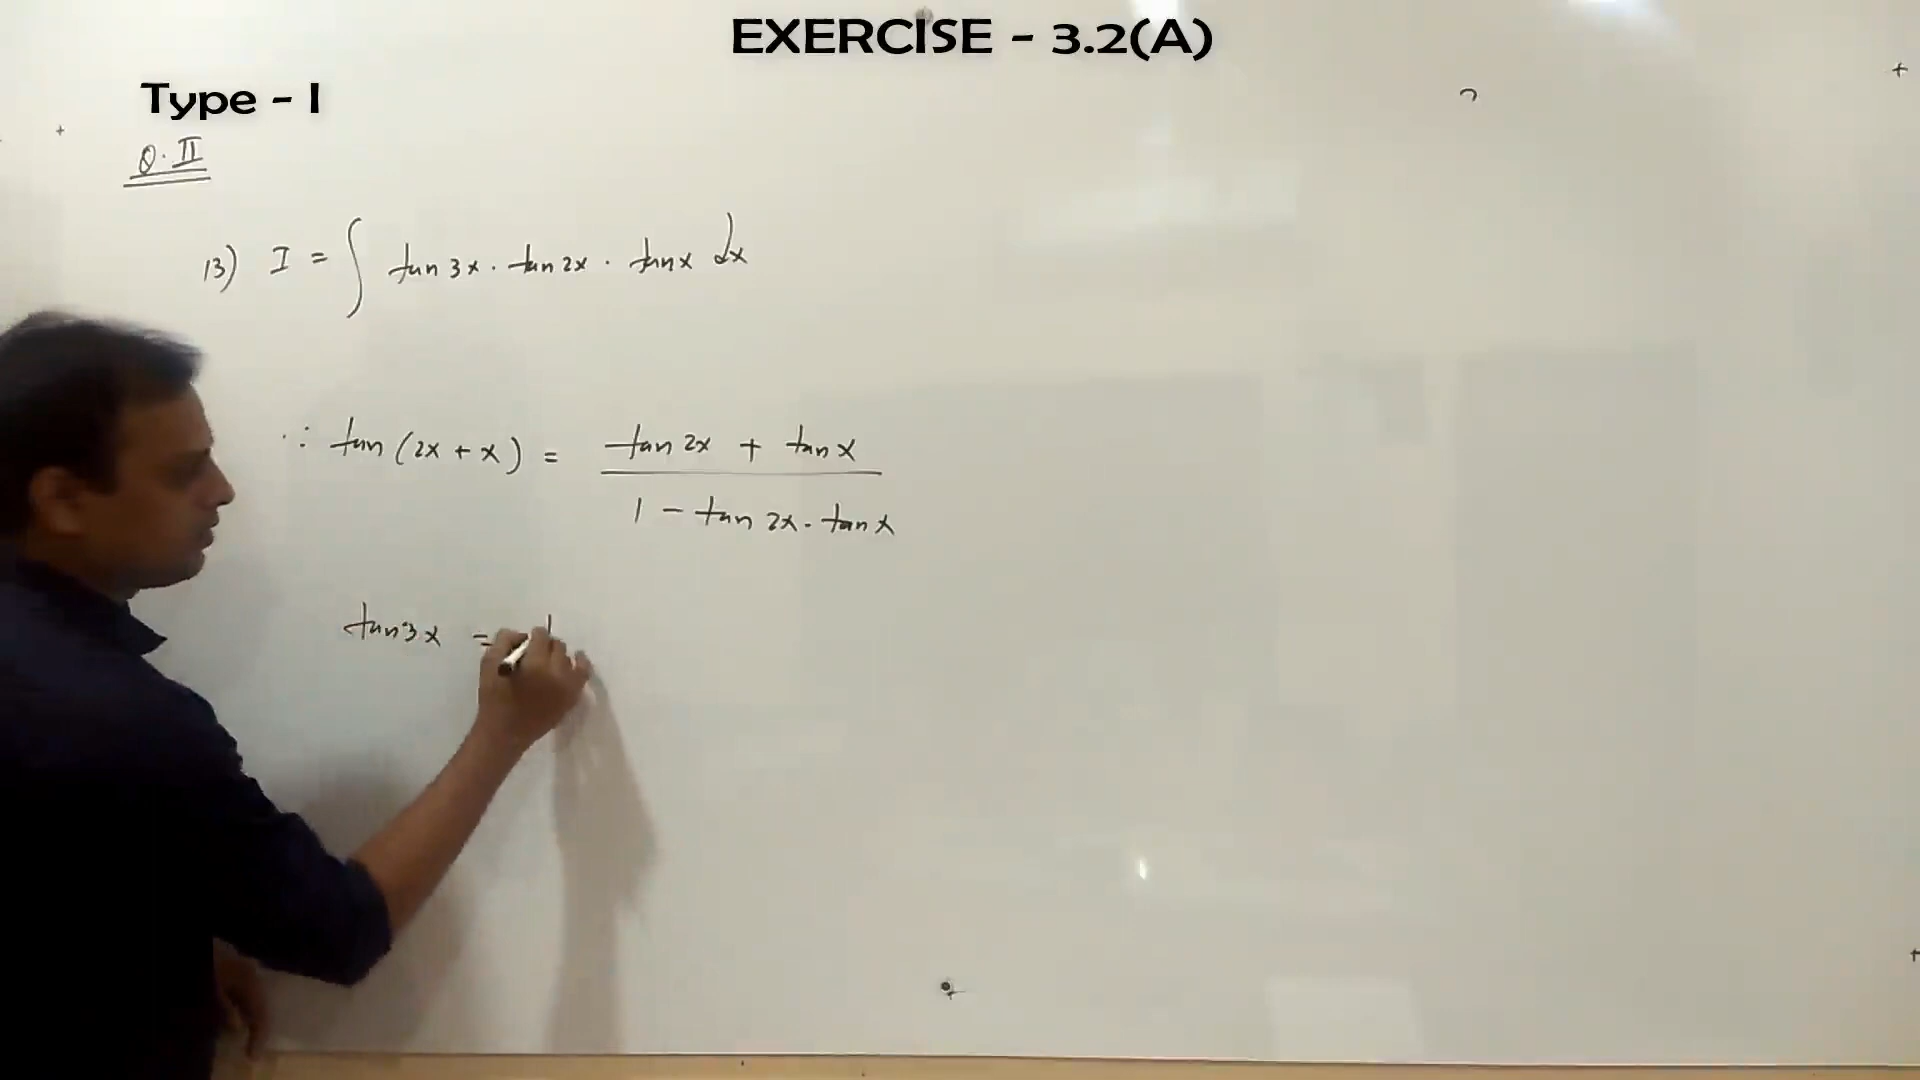 EXERCISE - 3.2(A)
Type - I
Q. II
13) I = ∫ tan 3x . tan 2x . tan x dx
∵ tan (2x + x) = tan 2x + tan x
1 - tan 2x . tan x
tan 3x =